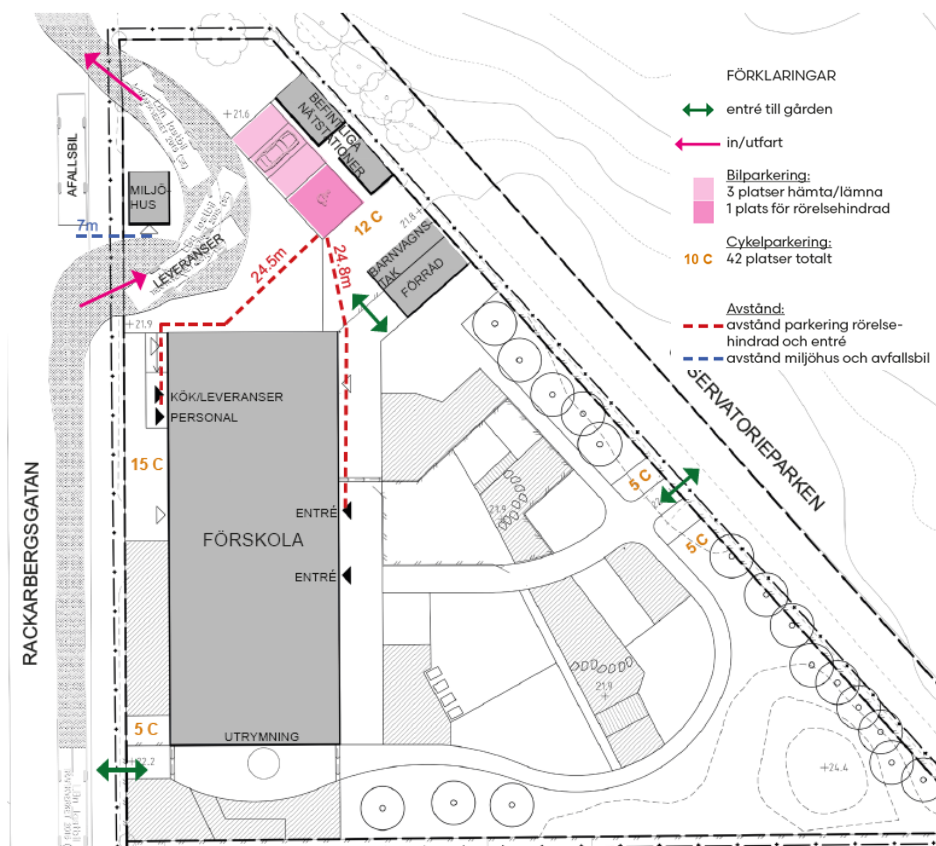 FÖRKLARINGAR
entré till gården
in/utfart
Bilparkering:
3 platser hämta/lämna
1 plats för rörelsehindrad
Cykelparkering:
10 C
42 platser totalt
Avstånd:
avstånd parkering rörelse-
hindrad och entré
avstånd miljöhus och avfallsbil
+21.6
BEFINTLIGA
NÄTSTATIONER
AFALLSBIL
MILJÖ-
HUS
7m
LEVERANSER
24.5m
24.8m
12 C
21.8
BARNVAGNS-
TAK
FÖRRÅD
+21.9
KÖK/LEVERANSER
PERSONAL
15 C
RACKARBERGSGATAN
SERVATORIEPARKEN
5 C
5 C
21.9
ENTRÉ
FÖRSKOLA
ENTRÉ
21.9
5 C
UTRYMNING
+22.2
+24.4